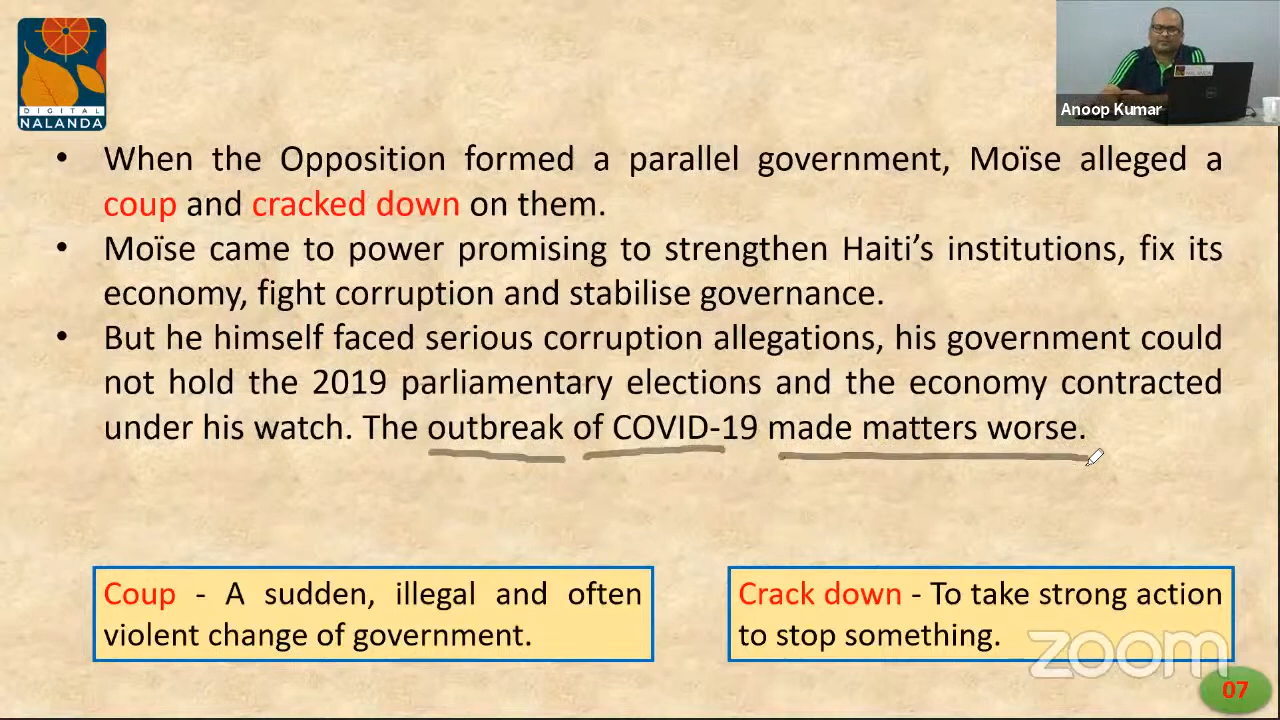 DIGITAL
NALANDA
Anoop Kumar
• When the Opposition formed a parallel government, Moïse alleged a
coup and cracked down on them.
• Moïse came to power promising to strengthen Haiti’s institutions, fix its
economy, fight corruption and stabilise governance.
• But he himself faced serious corruption allegations, his government could
not hold the 2019 parliamentary elections and the economy contracted
under his watch. The outbreak of COVID-19 made matters worse.
Coup - A sudden, illegal and often
violent change of government.
Crack down - To take strong action
to stop something.
zoom
07